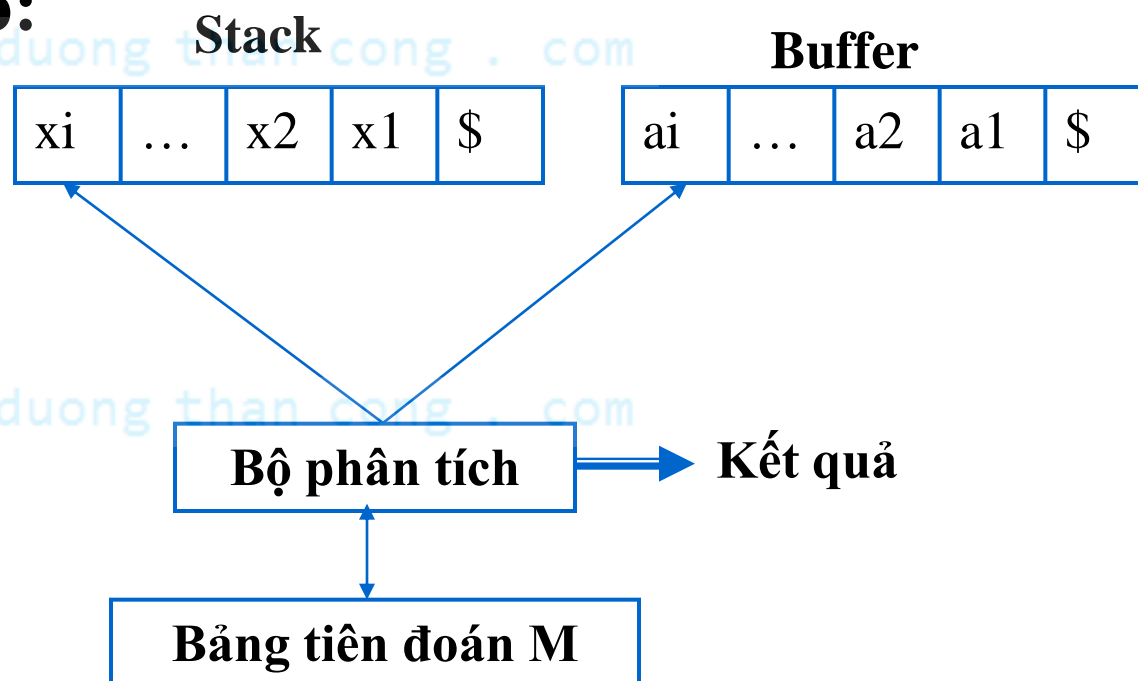 Stack
Buffer
duong than cong . com
xi … x2 x1 $
ai … a2 a1 $
duong than cong . com
Bộ phân tích
Kết quả
Bảng tiên đoán M